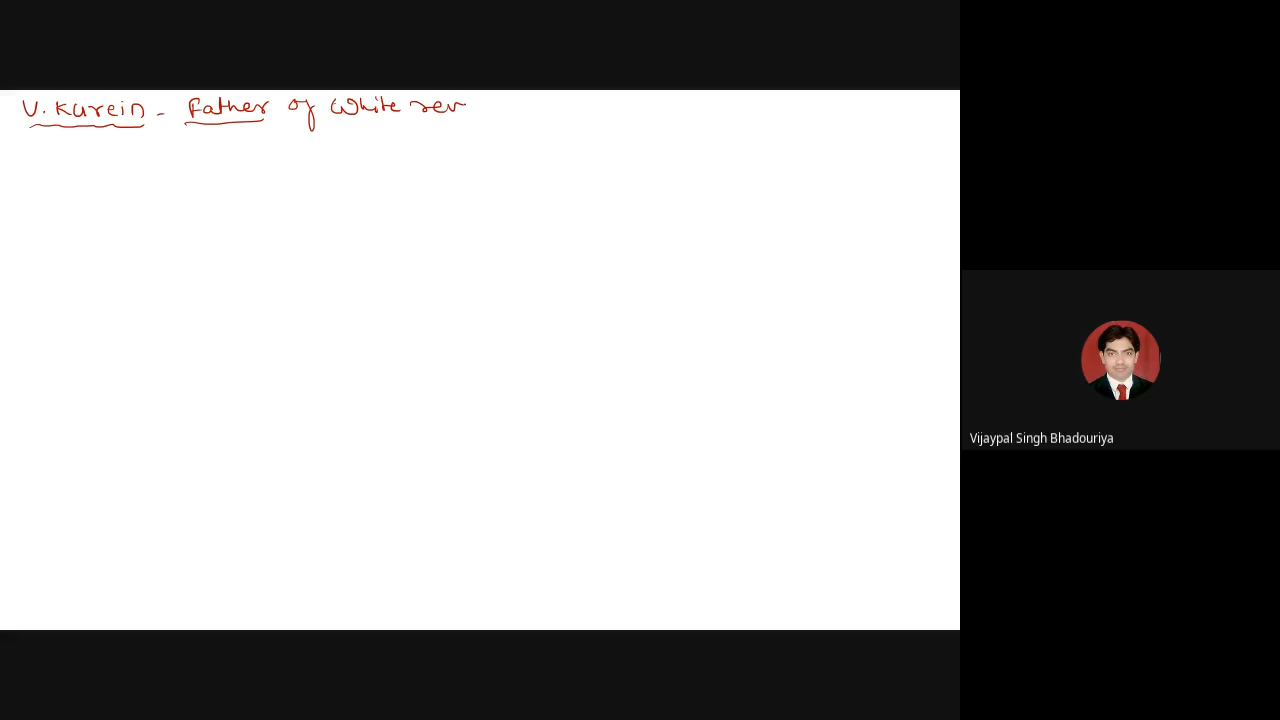 V. Kurein - Father of White rev
Vijaypal Singh Bhadouriya